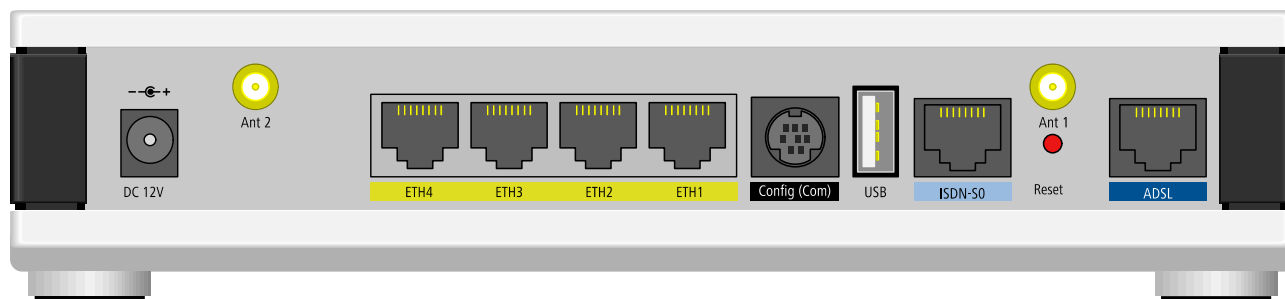 Ant 2
DC 12V
ETH4
ETH3
ETH2
ETH1
Config (Com)
USB
ISDN-S0
Ant 1
Reset
ADSL